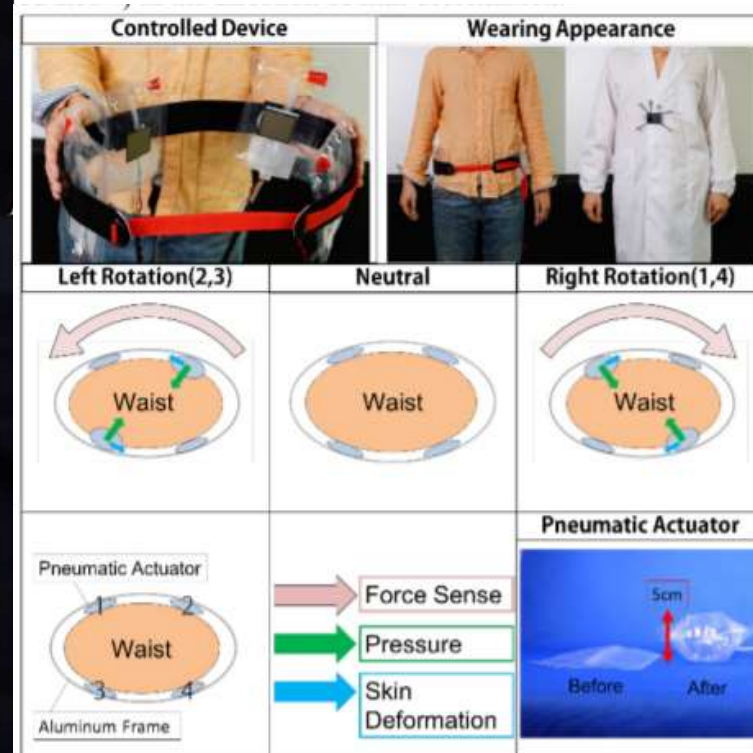 Controlled Device
Wearing Appearance
Left Rotation(2,3)
Neutral
Right Rotation(1,4)
Waist
Waist
Waist
Pneumatic Actuator
Pneumatic Actuator
1 2
Waist
3 4
Aluminum Frame
Force Sense
Pressure
Skin
Deformation
5cm
Before After